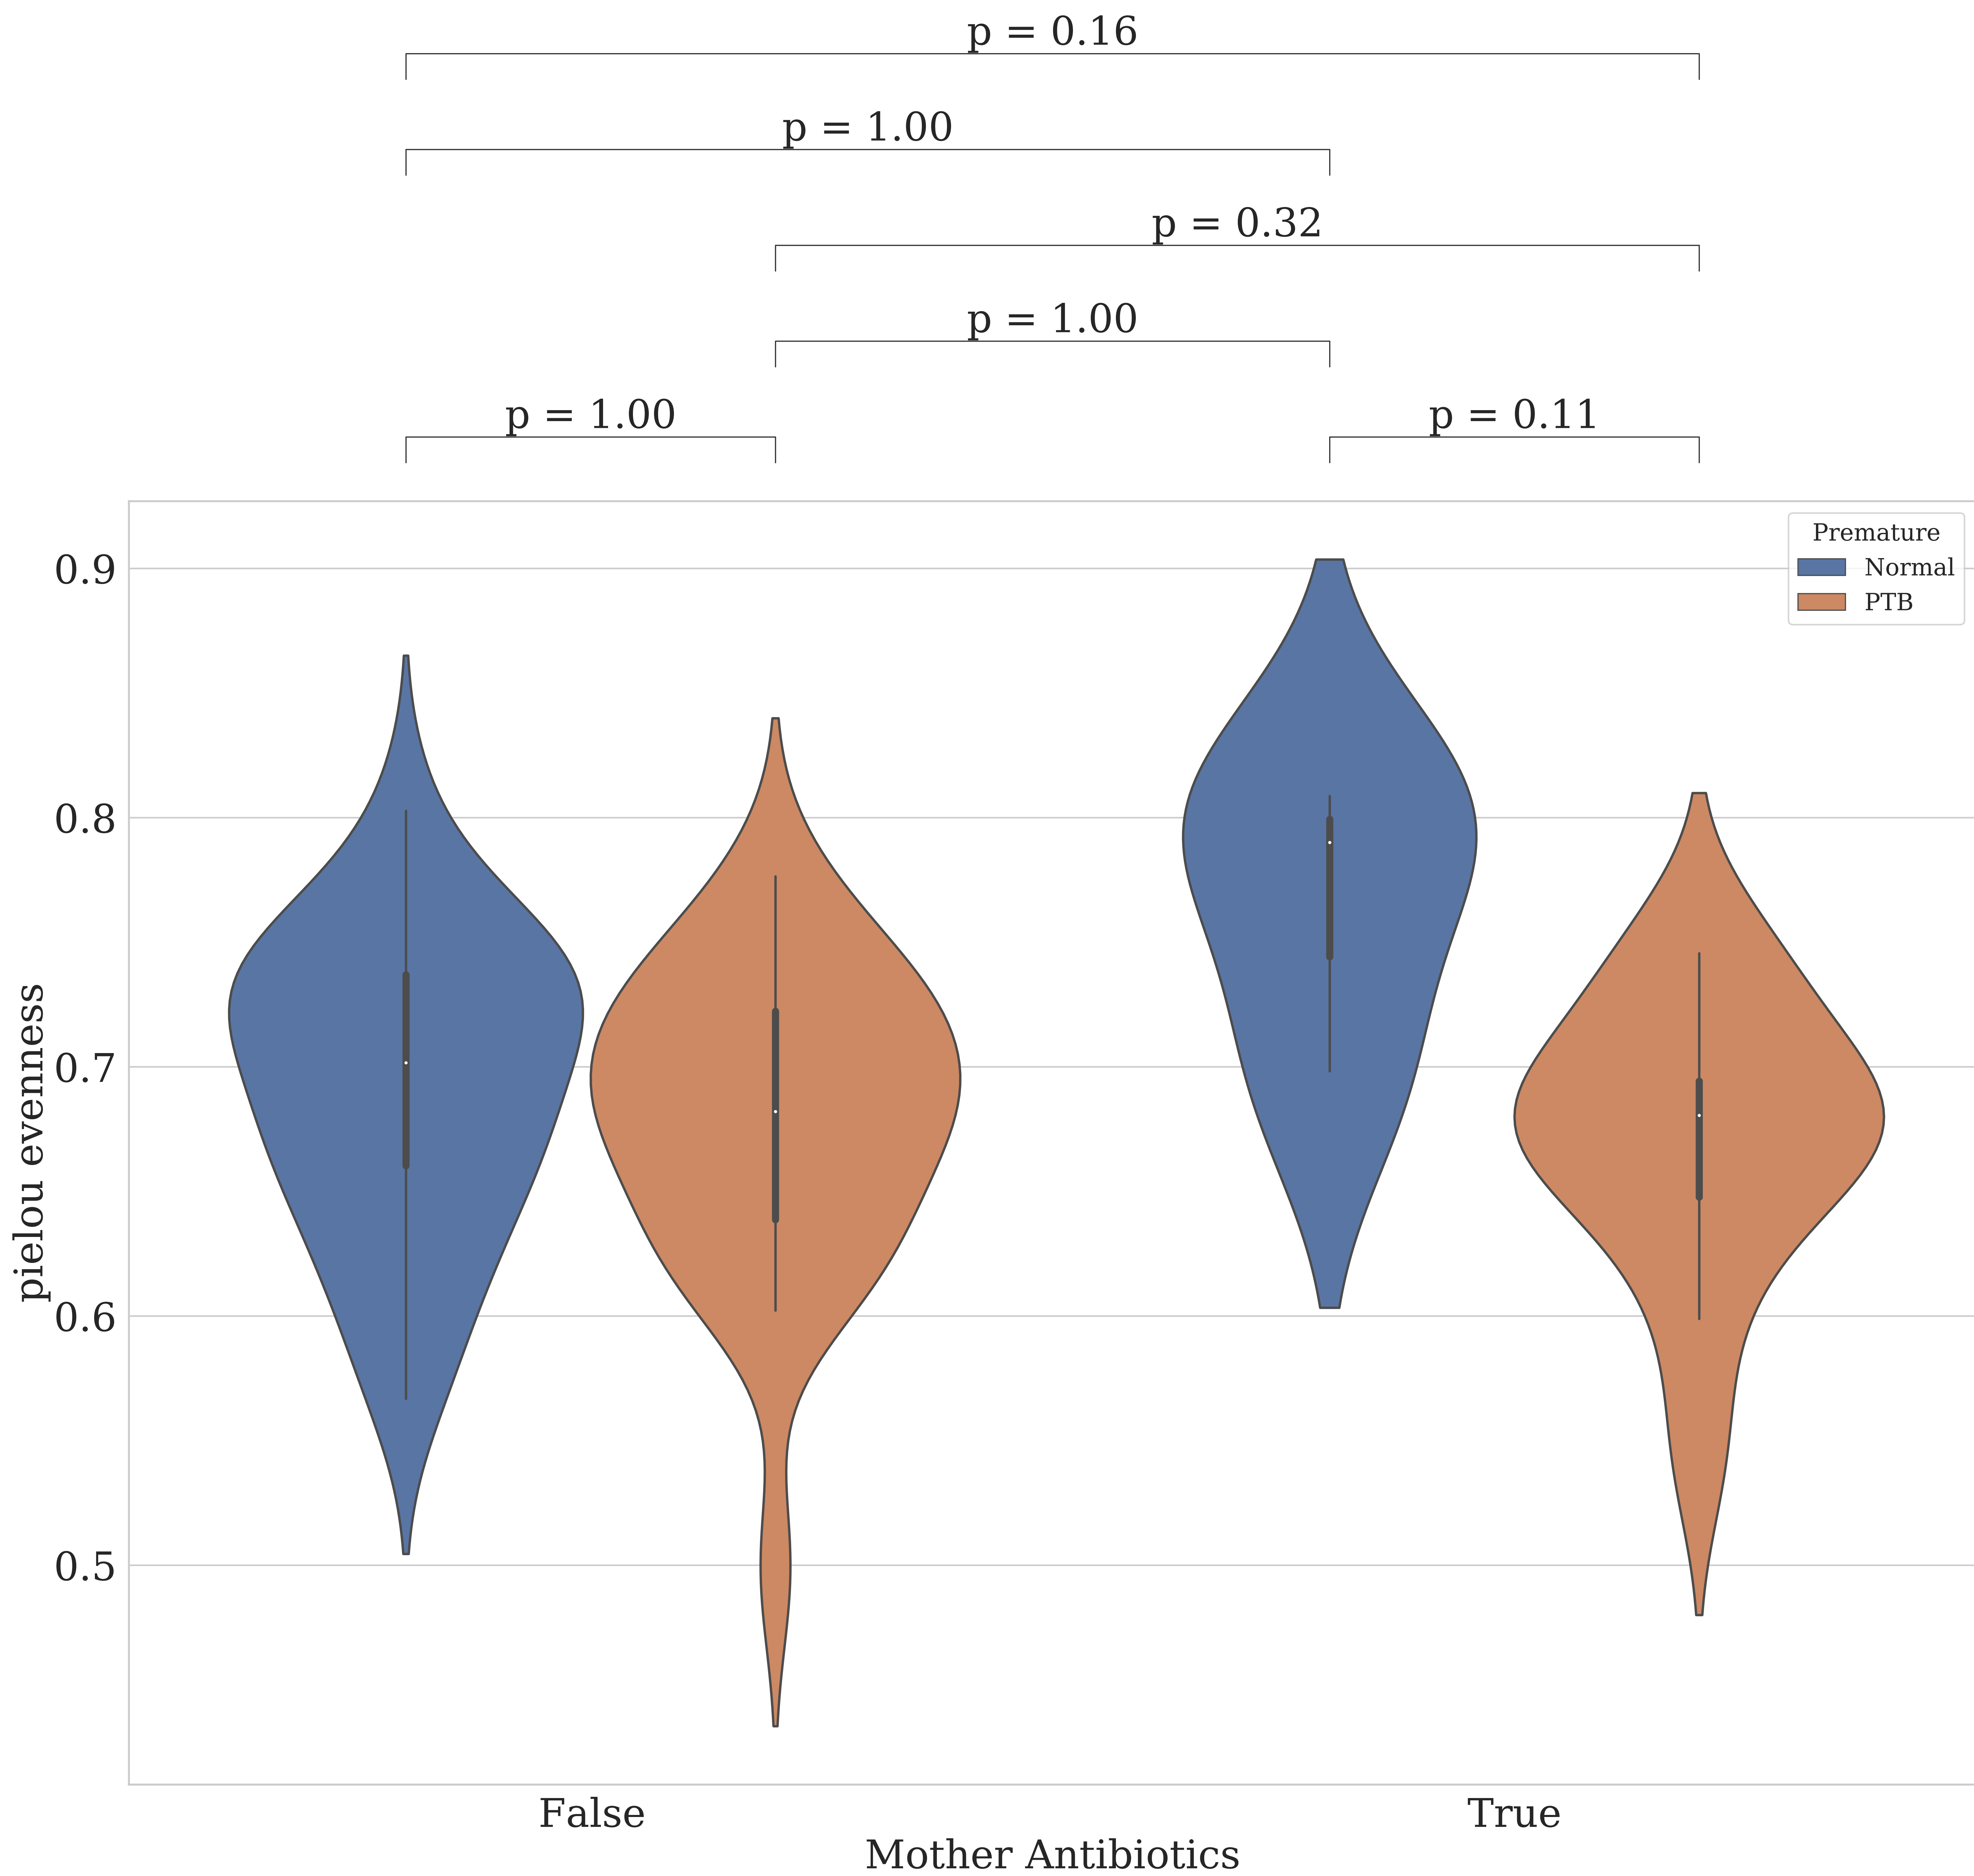 p = 0.16
p = 1.00
p = 0.32
p = 1.00
p = 1.00
p = 0.11
Premature
Normal
PTB
0.9
0.8
0.7
0.6
0.5
pielou evenness
False
True
Mother Antibiotics